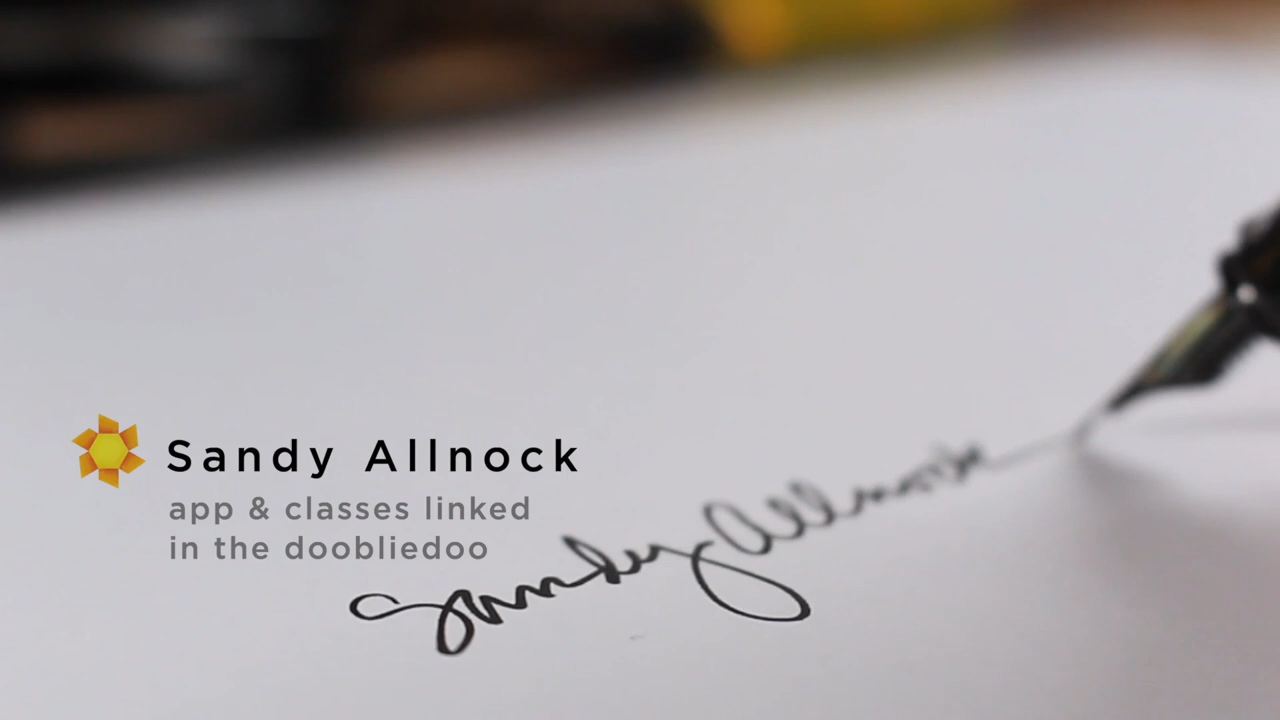 Sandy Allnock
app & classes linked
in the doobliedoo
Sandy Allnock